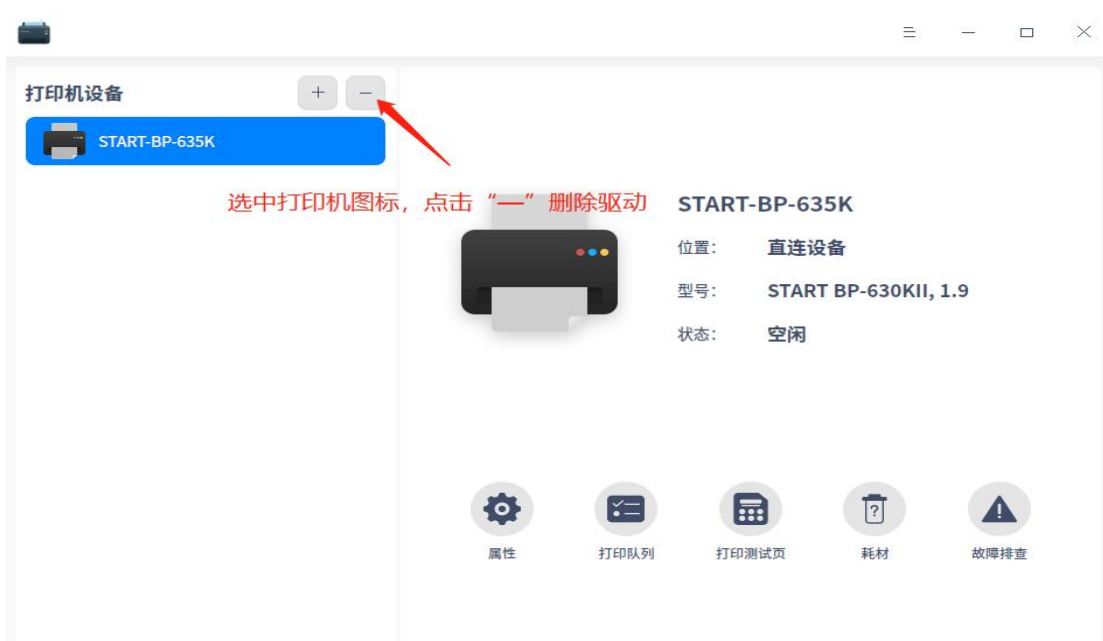 打印机设备
START-BP-635K
选中打印机图标，点击“—”删除驱动
START-BP-635K
位置： 直连设备
型号： START BP-630KII, 1.9
状态： 空闲
属性 打印队列 打印测试页 耗材 故障排查